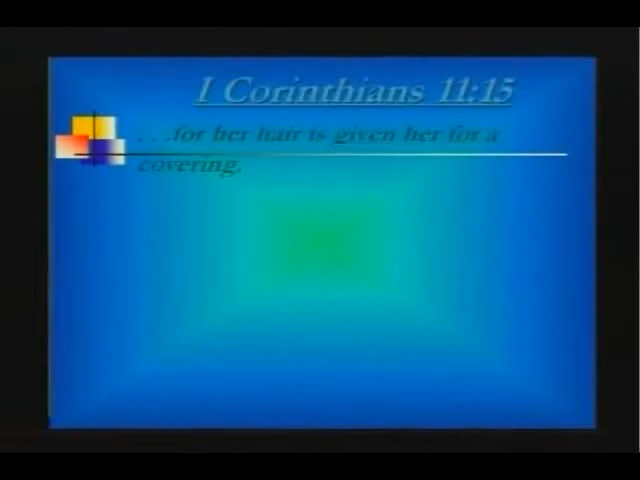 I Corinthians 11:15
. . .for her hair is given her for a
covering.